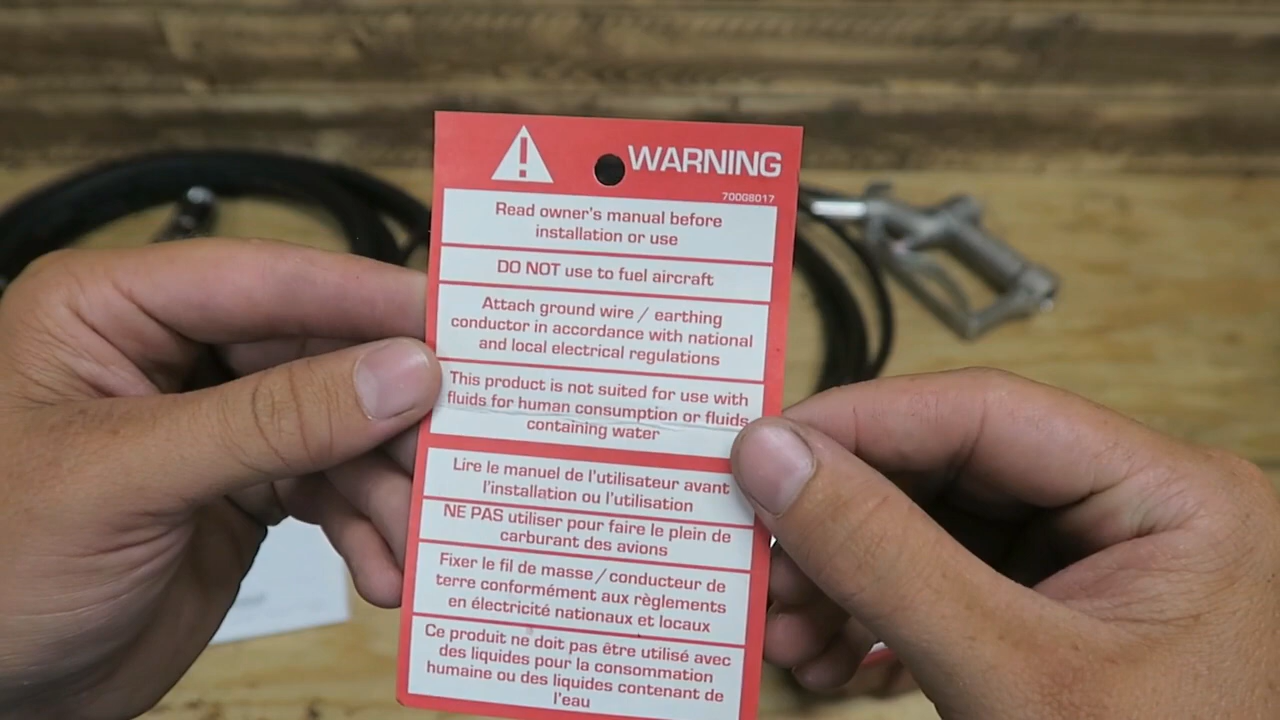 WARNING
700G8017
Read owner's manual before
installation or use
DO NOT use to fuel aircraft
Attach ground wire / earthing
conductor in accordance with national
and local electrical regulations
This product is not suited for use with
fluids for human consumption or fluids
containing water
Lire le manuel de l'utilisateur avant
l'installation ou l'utilisation
NE PAS utiliser pour faire le plein de
carburant des avions
Fixer le fil de masse / conducteur de
terre conformément aux règlements
en électricité nationaux et locaux
Ce produit ne doit pas être utilisé avec
des liquides pour la consommation
humaine ou des liquides contenant de
l'eau